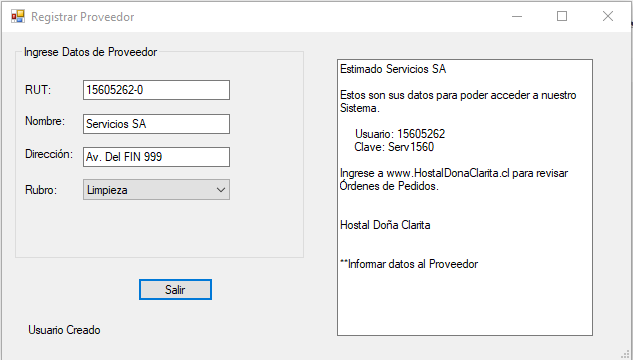 Registrar Proveedor
Ingrese Datos de Proveedor
RUT: 15605262-0
Nombre: Servicios SA
Dirección: Av. Del FIN 999
Rubro: Limpieza
Salir
Usuario Creado
Estimado Servicios SA
Estos son sus datos para poder acceder a nuestro
Sistema.
Usuario: 15605262
Clave: Serv1560
Ingrese a www.HostalDonaClarita.cl para revisar
Órdenes de Pedidos.
Hostal Doña Clarita
**Informar datos al Proveedor